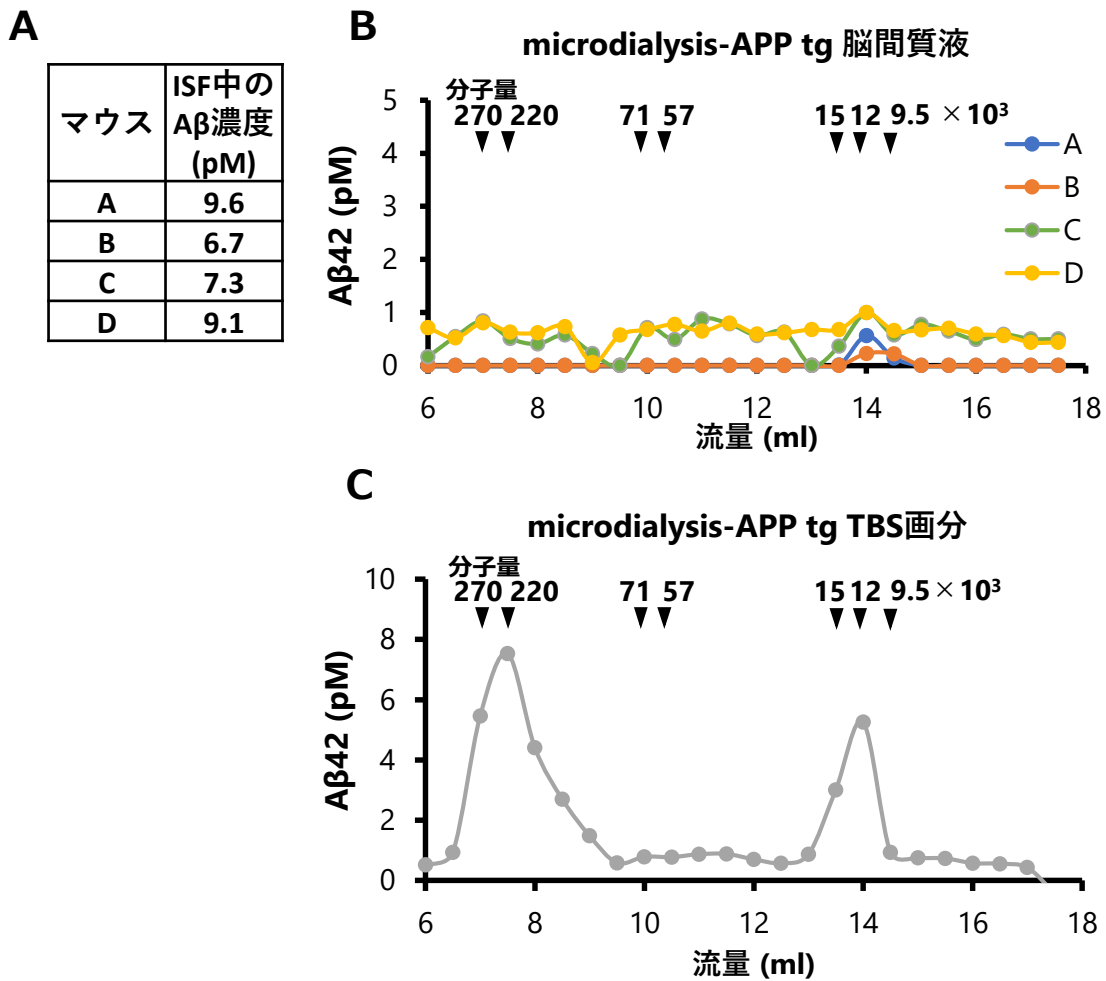 A
マウス
ISF中の
Aβ濃度
(pM)
A 9.6
B 6.7
C 7.3
D 9.1
B
microdialysis-APP tg 脳間質液
分子量
270 220 71 57 15 12 9.5 ×10³
Aβ42 (pM)
5
4
3
2
1
0
6 8 10 12 14 16 18
流量 (ml)
A
B
C
D
C
microdialysis-APP tg TBS画分
分子量
270 220 71 57 15 12 9.5 ×10³
Aβ42 (pM)
10
8
6
4
2
0
6 8 10 12 14 16 18
流量 (ml)